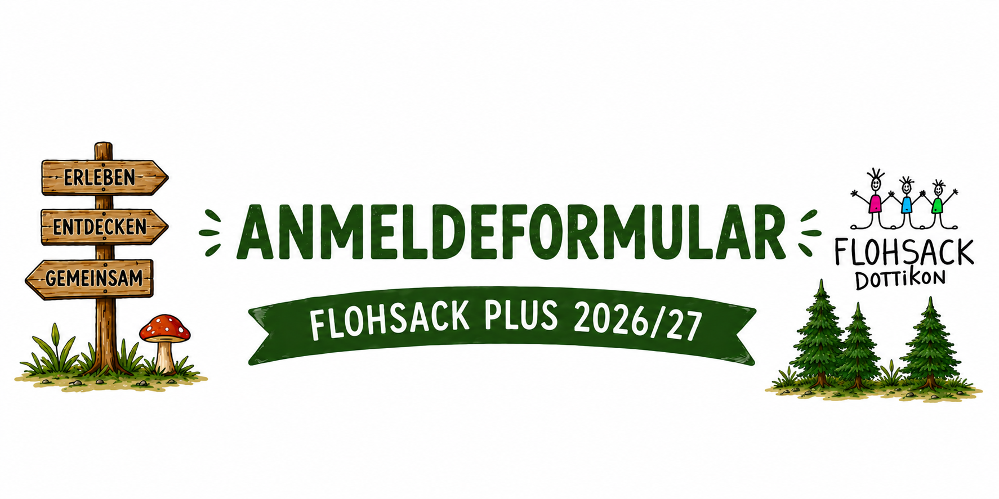 ERLEBEN
ENTDECKEN
GEMEINSAM
ANMELDEFORMULAR
FLOHSACK PLUS 2026/27
FLOHSACK
DOTTiKON